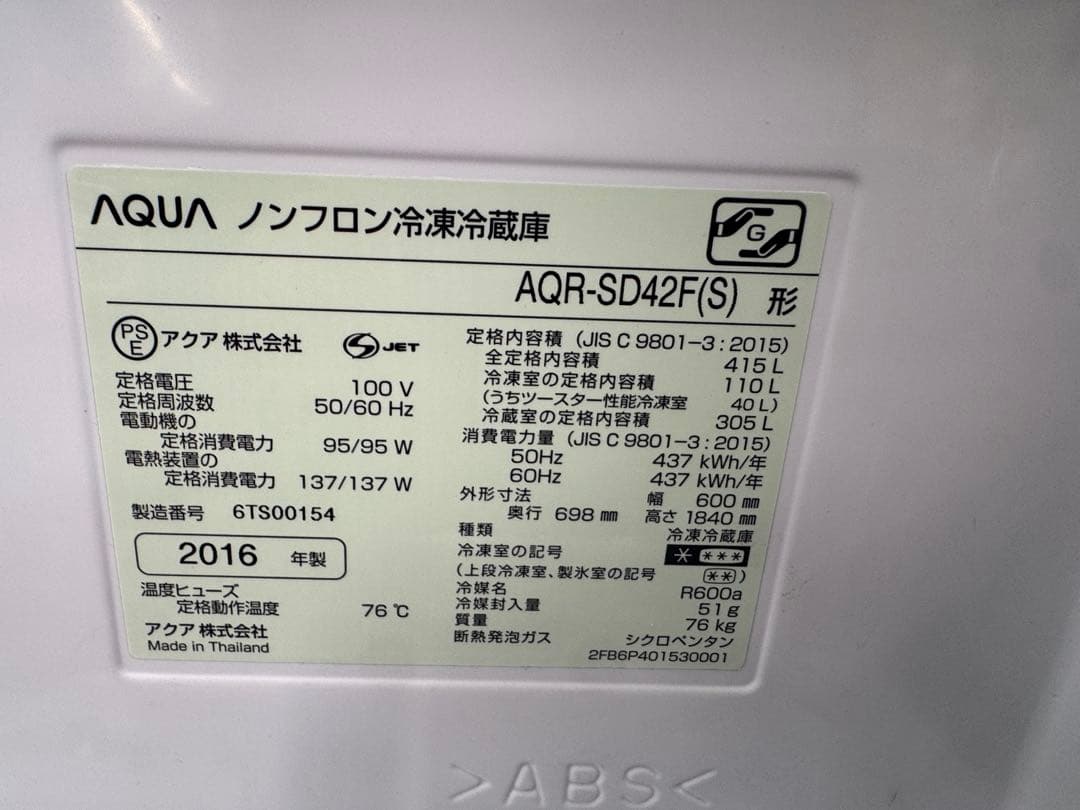 AQUA ノンフロン冷凍冷蔵庫
G
AQR-SD42F(S) 形
PS
E
アクア 株式会社
S JET
定格電圧 100 V
定格周波数 50/60 Hz
電動機の
定格消費電力 95/95 W
電熱装置の
定格消費電力 137/137 W
製造番号 6TS00154
2016 年製
温度ヒューズ
定格動作温度 76 ℃
アクア 株式会社
Made in Thailand
定格内容積 (JIS C 9801-3 : 2015)
全定格内容積 415 L
冷凍室の定格内容積 110 L
(うちツースター性能冷凍室 40 L)
冷蔵室の定格内容積 305 L
消費電力量 (JIS C 9801-3 : 2015)
50Hz 437 kWh/年
60Hz 437 kWh/年
外形寸法 幅 600 mm
奥行 698 mm 高さ 1840 mm
種類 冷凍冷蔵庫
冷凍室の記号 * ***
(上段冷凍室、製氷室の記号 **)
冷媒名 R600a
冷媒封入量 51 g
質量 76 kg
断熱発泡ガス シクロペンタン
2FB6P401530001
>ABS<